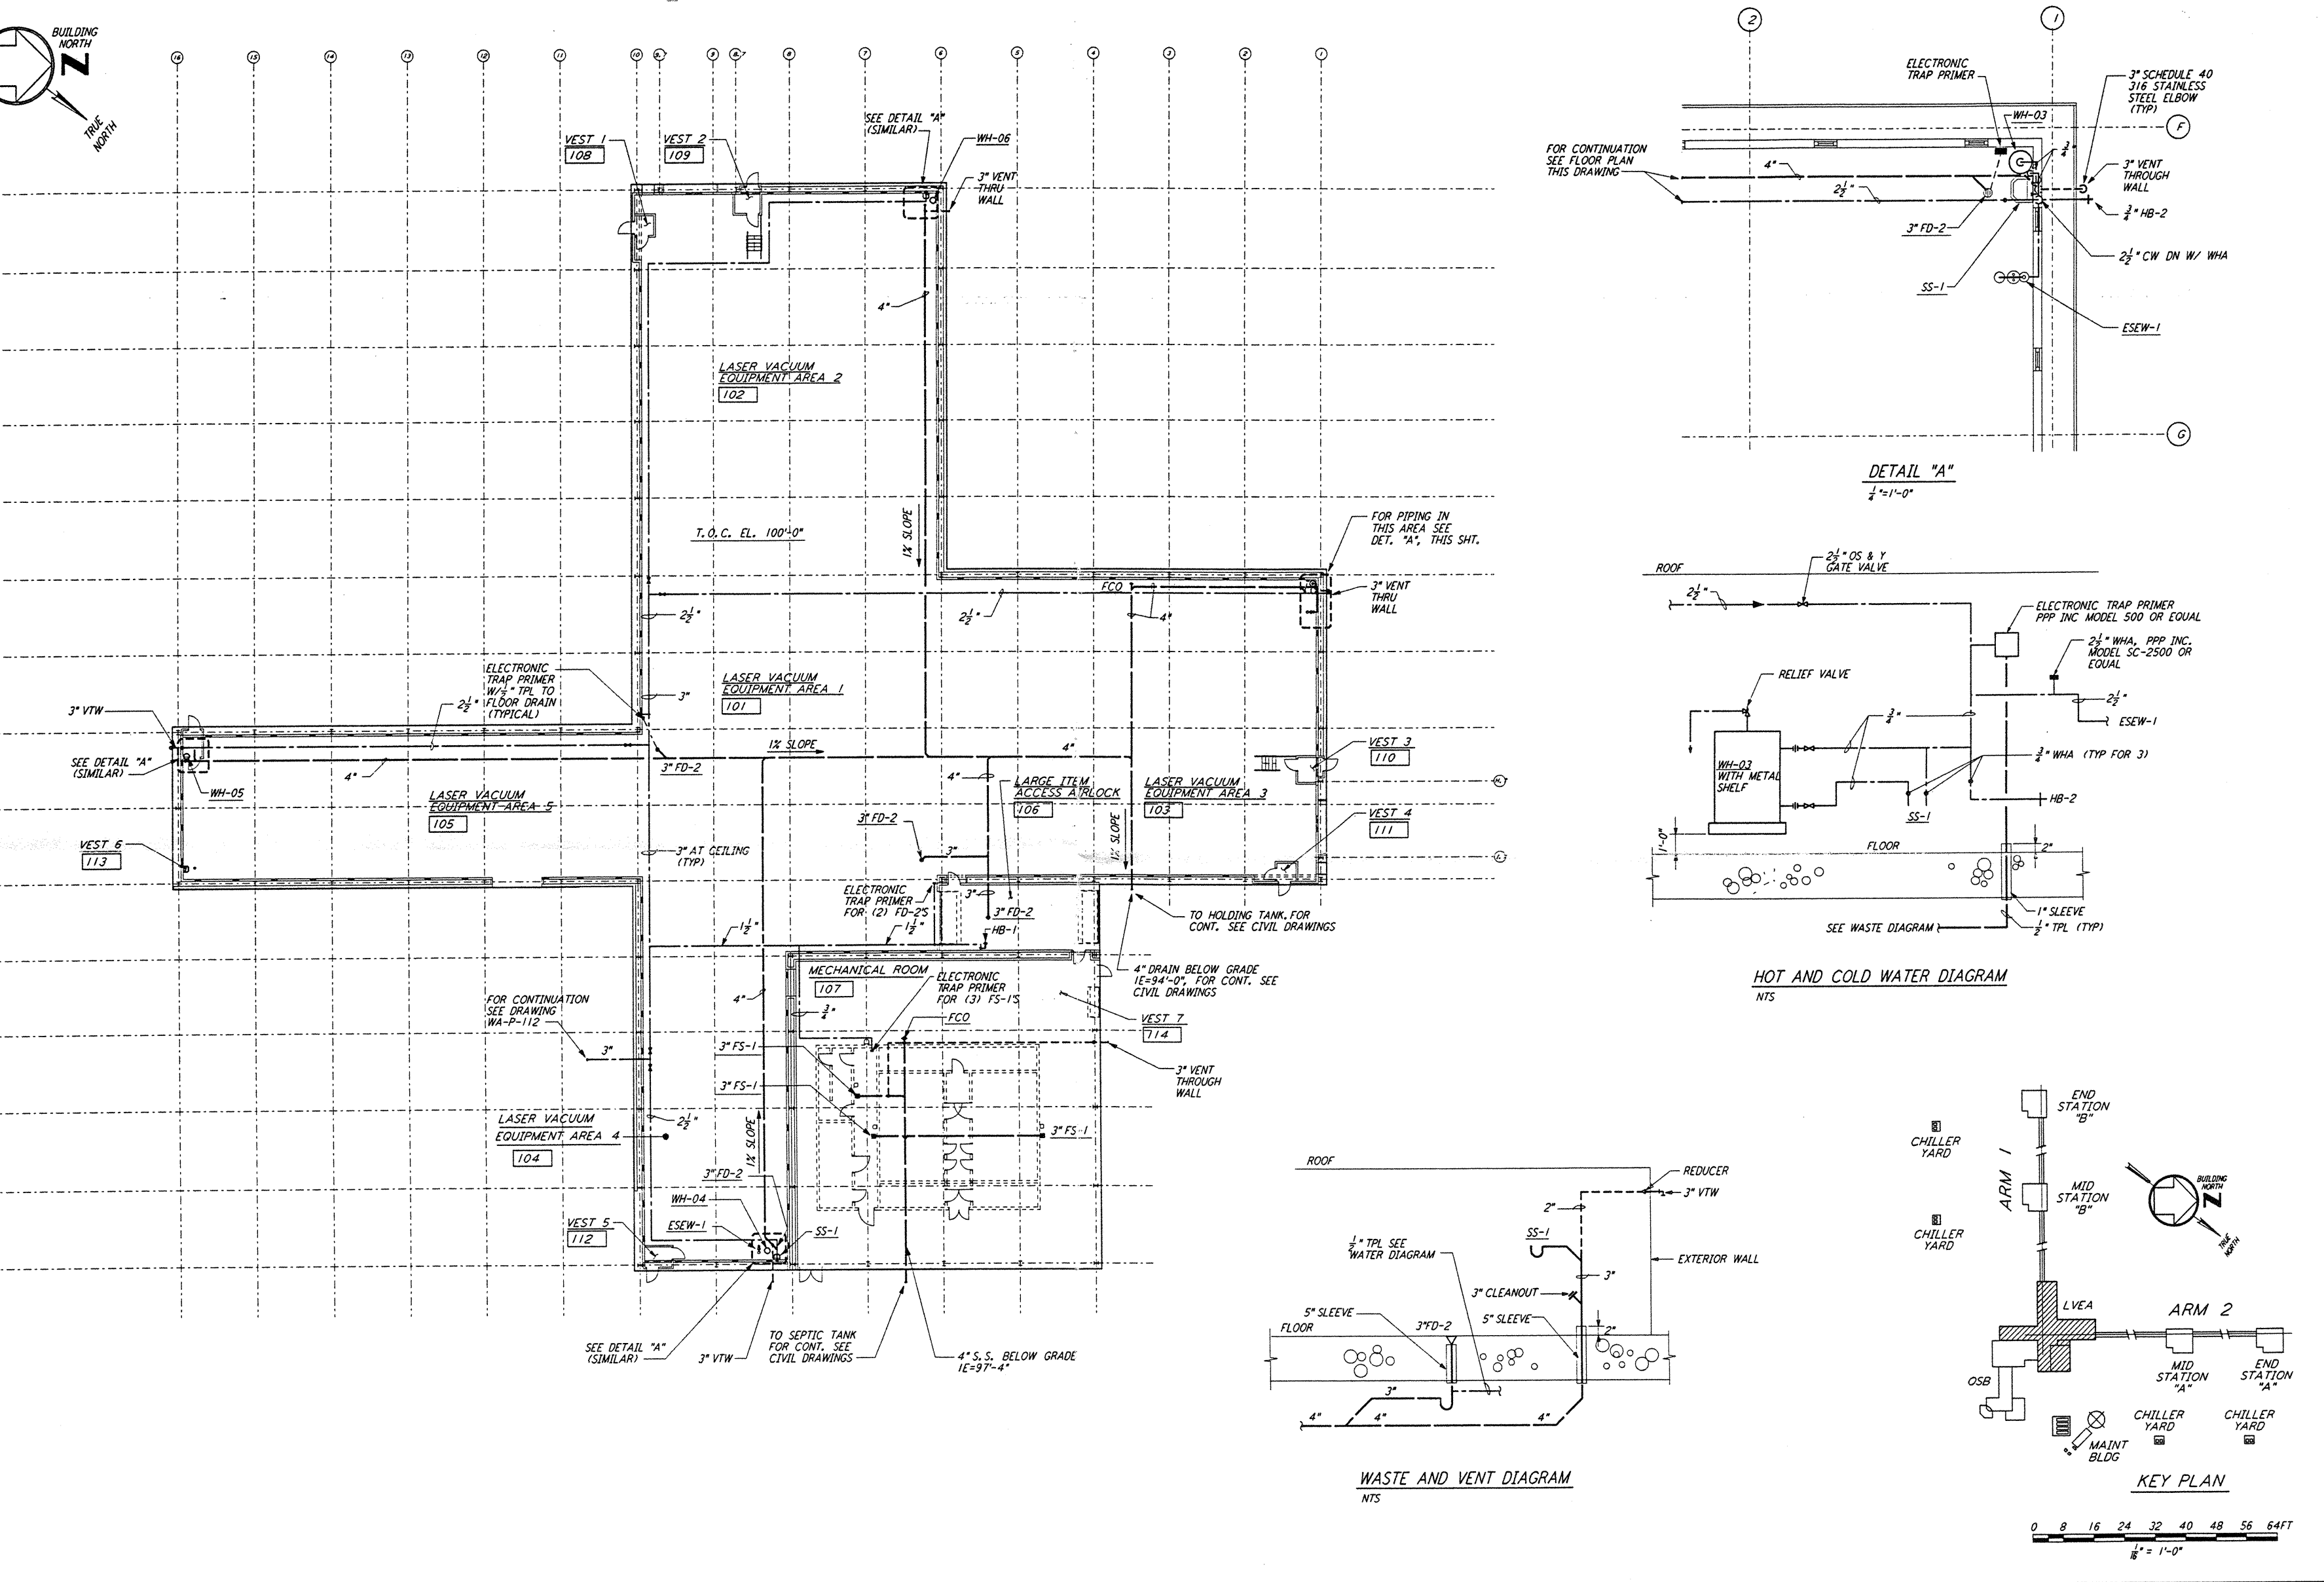 BUILDING
NORTH
N
TRUE
NORTH
16
15
14
13
12
11
10
9
8
7
6
5
4
3
2
1
VEST 1
108
VEST 2
109
SEE DETAIL "A"
(SIMILAR)
WH-06
3" VENT
THRU
WALL
4"
LASER VACUUM
EQUIPMENT AREA 2
102
T.O.C. EL. 100'-0"
1% SLOPE
FOR PIPING IN
THIS AREA SEE
DET. "A", THIS SHT.
FCO
3" VENT
THRU
WALL
2½"
2½"
4"
ELECTRONIC
TRAP PRIMER
W/½" TPL TO
FLOOR DRAIN
(TYPICAL)
3"
LASER VACUUM
EQUIPMENT AREA 1
101
3" VTW
2½"
1% SLOPE
3" FD-2
4"
VEST 3
110
SEE DETAIL "A"
(SIMILAR)
4"
4"
WH-05
LASER VACUUM
EQUIPMENT AREA 5
105
LARGE ITEM
ACCESS AIRLOCK
106
LASER VACUUM
EQUIPMENT AREA 3
103
VEST 4
111
3" FD-2
3"
1% SLOPE
VEST 6
113
3" AT CEILING
(TYP)
ELECTRONIC
TRAP PRIMER
FOR (2) FD-2'S
3"
3" FD-2
HB-1
TO HOLDING TANK. FOR
CONT. SEE CIVIL DRAWINGS
1½"
1½"
MECHANICAL ROOM
107
ELECTRONIC
TRAP PRIMER
FOR (3) FS-1'S
4" DRAIN BELOW GRADE
IE=94'-0", FOR CONT. SEE
CIVIL DRAWINGS
FOR CONTINUATION
SEE DRAWING
WA-P-112
4"
¾"
FCO
VEST 7
114
3"
3" FS-1
3" FS-1
3" VENT
THROUGH
WALL
2½"
LASER VACUUM
EQUIPMENT AREA 4
104
1% SLOPE
3" FS-1
3" FD-2
WH-04
ESEW-1
SS-1
VEST 5
112
SEE DETAIL "A"
(SIMILAR)
3" VTW
TO SEPTIC TANK
FOR CONT. SEE
CIVIL DRAWINGS
4" S.S. BELOW GRADE
IE=97'-4"
2
1
ELECTRONIC
TRAP PRIMER
3" SCHEDULE 40
316 STAINLESS
STEEL ELBOW
(TYP)
WH-03
F
FOR CONTINUATION
SEE FLOOR PLAN
THIS DRAWING
4"
¾"
3" VENT
THROUGH
WALL
2½"
¾" HB-2
3" FD-2
2½" CW DN W/ WHA
SS-1
ESEW-1
G
DETAIL "A"
¼"=1'-0"
ROOF
2½" OS & Y
GATE VALVE
2½"
ELECTRONIC TRAP PRIMER
PPP INC MODEL 500 OR EQUAL
2½" WHA, PPP INC.
MODEL SC-2500 OR
EQUAL
RELIEF VALVE
¾"
2½"
ESEW-1
WH-03
WITH METAL
SHELF
¾" WHA (TYP FOR 3)
HB-2
SS-1
1'-0"
FLOOR
2"
1" SLEEVE
SEE WASTE DIAGRAM
½" TPL (TYP)
HOT AND COLD WATER DIAGRAM
NTS
ROOF
REDUCER
3" VTW
2"
SS-1
½" TPL SEE
WATER DIAGRAM
EXTERIOR WALL
3"
3" CLEANOUT
5" SLEEVE
5" SLEEVE
FLOOR
3"FD-2
2"
3"
4"
4"
4"
WASTE AND VENT DIAGRAM
NTS
END
STATION
"B"
CHILLER
YARD
ARM 1
MID
STATION
"B"
BUILDING
NORTH
N
TRUE
NORTH
CHILLER
YARD
LVEA
ARM 2
OSB
MID
STATION
"A"
END
STATION
"A"
CHILLER
YARD
CHILLER
YARD
MAINT
BLDG
KEY PLAN
0 8 16 24 32 40 48 56 64FT
1/16" = 1'-0"